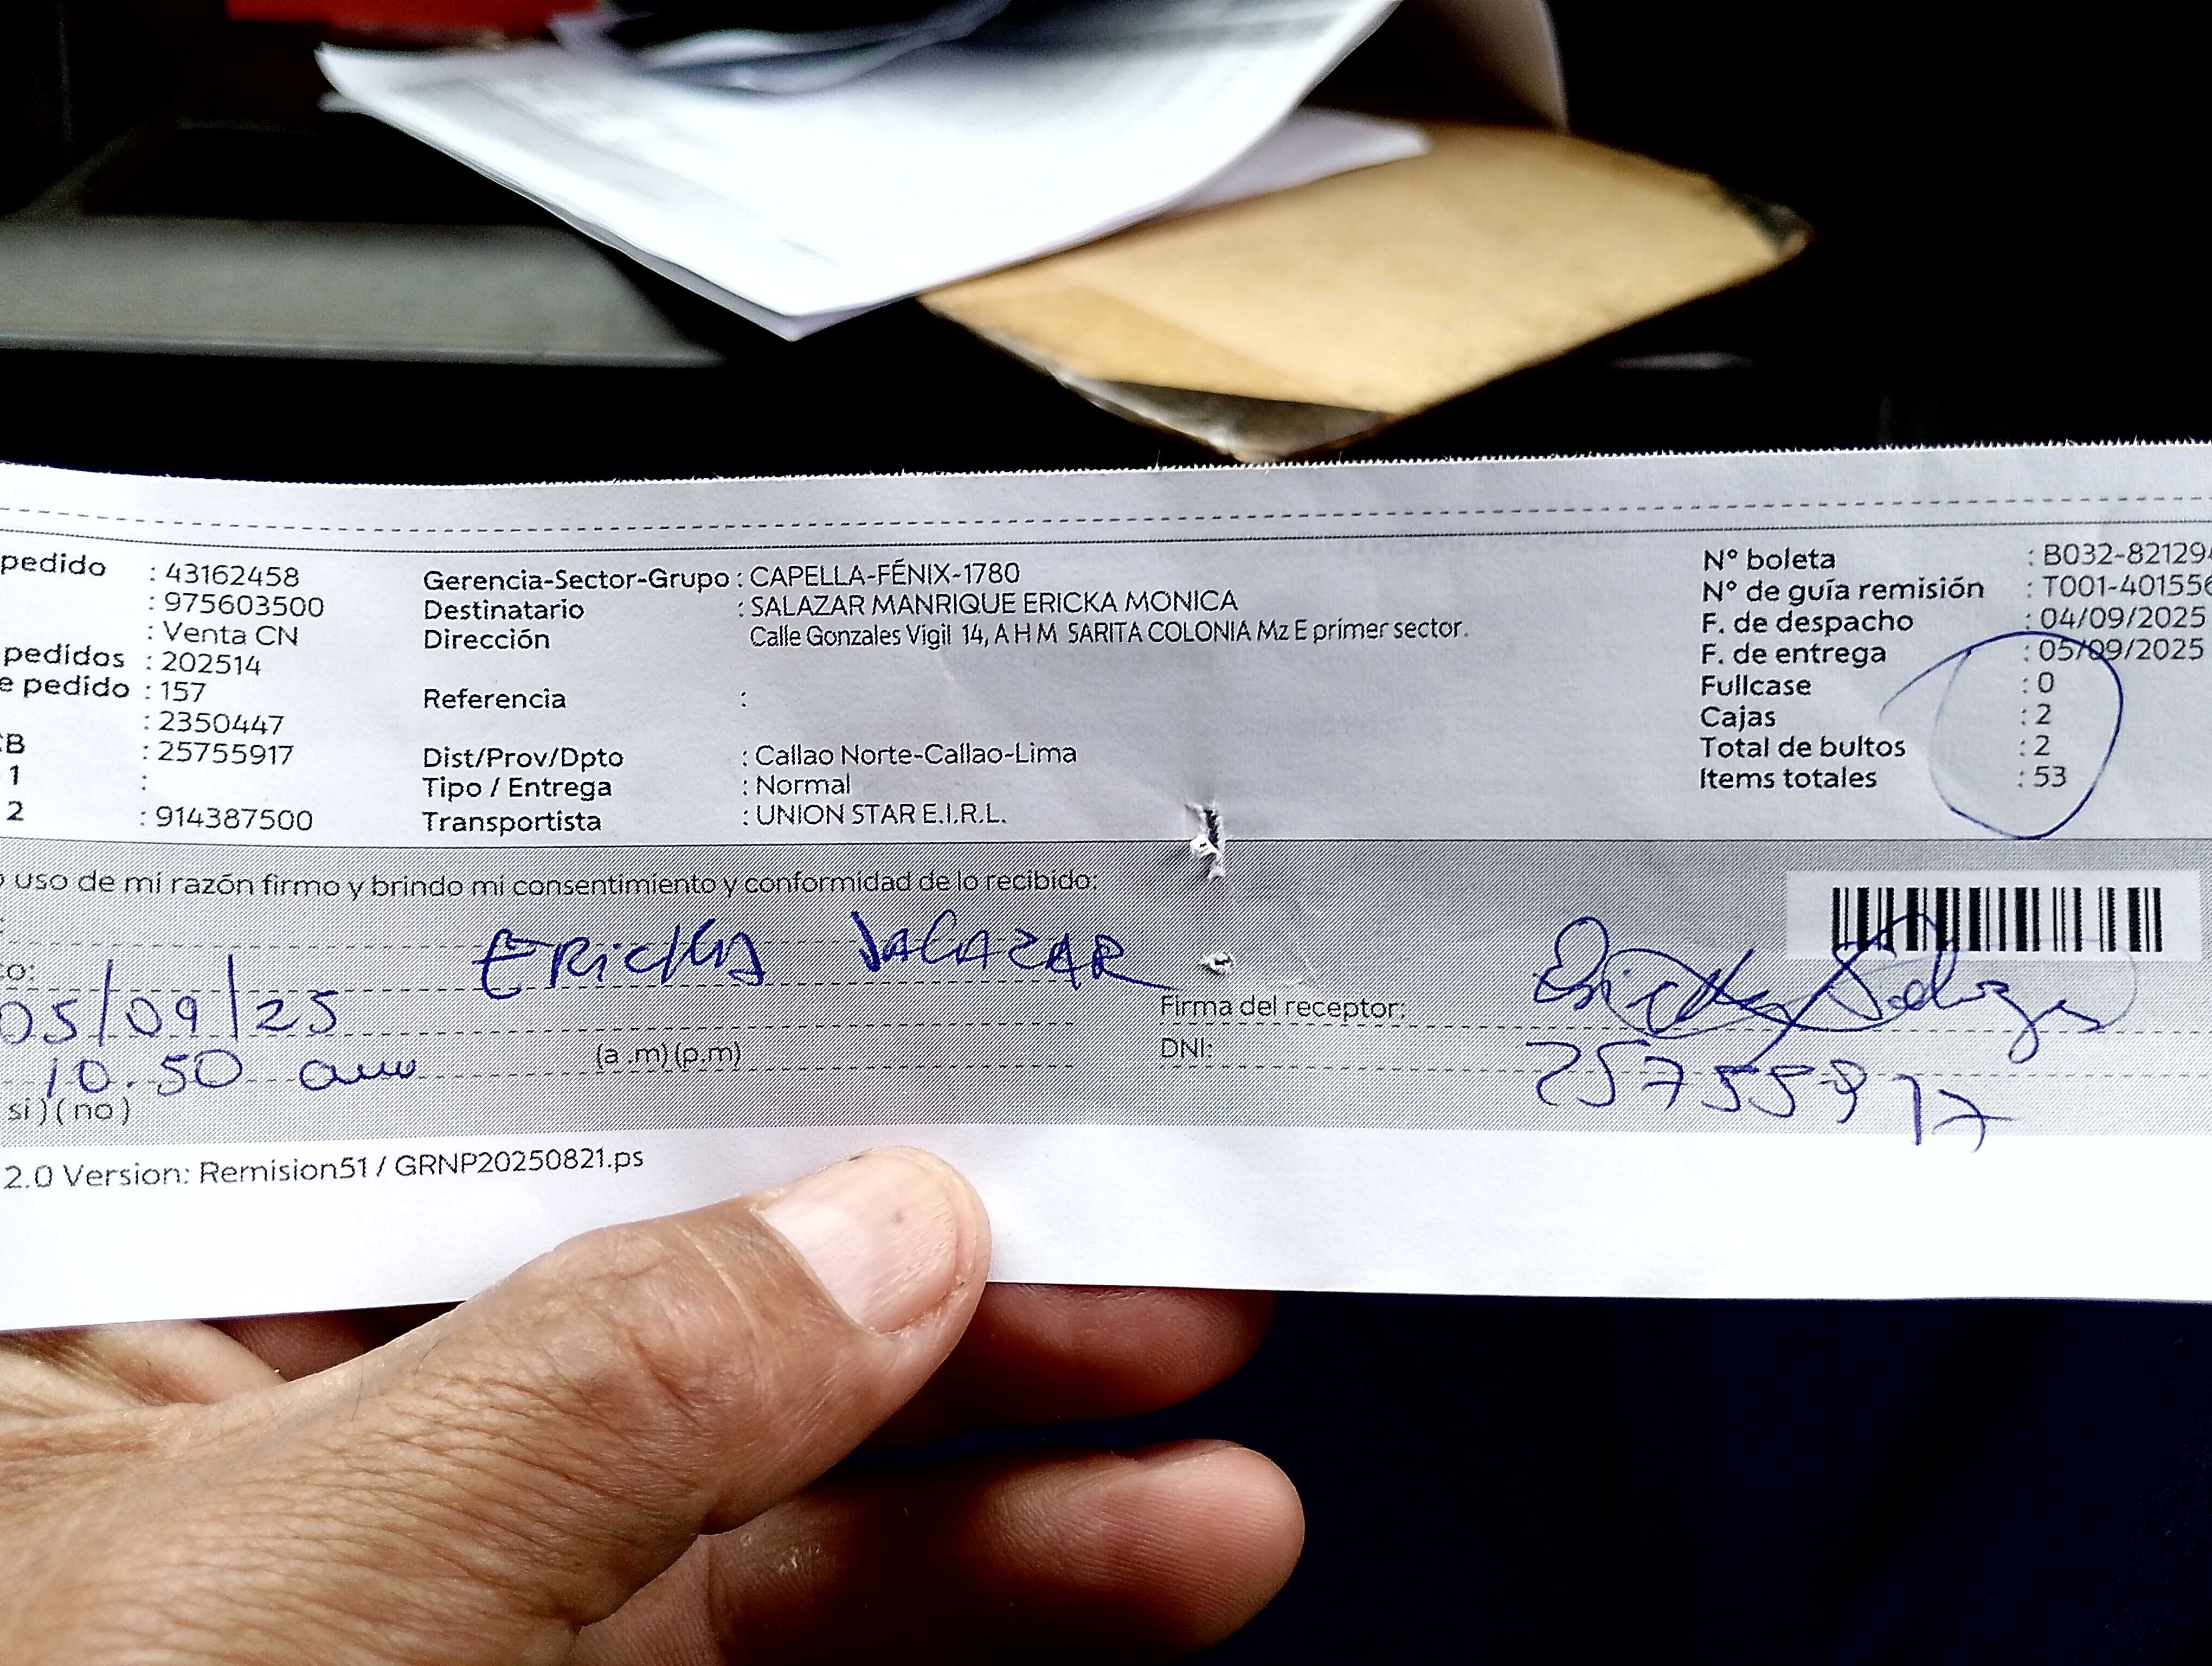 pedido : 43162458
: 975603500
: Venta CN
pedidos : 202514
e pedido : 157
: 2350447
CB : 25755917
1 :
2 : 914387500
Gerencia-Sector-Grupo : CAPELLA-FÉNIX-1780
Destinatario : SALAZAR MANRIQUE ERICKA MONICA
Dirección Calle Gonzales Vigil 14, A H M SARITA COLONIA Mz E primer sector.
Referencia :
Dist/Prov/Dpto : Callao Norte-Callao-Lima
Tipo / Entrega : Normal
Transportista : UNION STAR E.I.R.L.
N° boleta : B032-82129
N° de guía remisión : T001-401556
F. de despacho : 04/09/2025
F. de entrega : 05/09/2025
Fullcase : 0
Cajas : 2
Total de bultos : 2
Items totales : 53
o uso de mi razón firmo y brindo mi consentimiento y conformidad de lo recibido:
ERICKA SALAZAR
to:
05/09/25
Firma del receptor: Ericka Salazar
10.50 am (a .m) (p.m)
DNI: 25755917
si ) ( no )
2.0 Version: Remision51 / GRNP20250821.ps